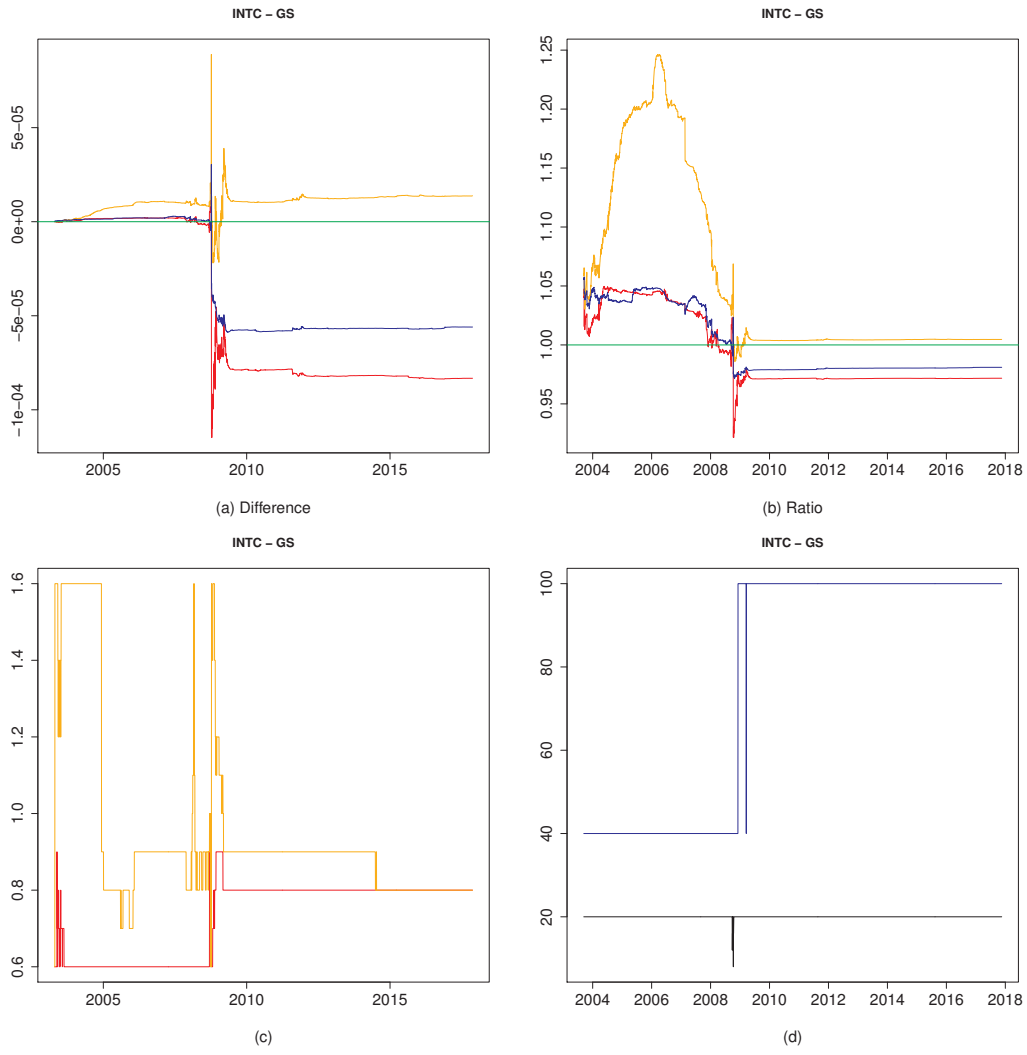 INTC – GS
INTC – GS
5e−05
0e+00
−5e−05
−1e−04
2005 2010 2015
1.25
1.20
1.15
1.10
1.05
1.00
0.95
2004 2006 2008 2010 2012 2014 2016 2018
(a) Difference
(b) Ratio
INTC – GS
INTC – GS
1.6
1.4
1.2
1.0
0.8
0.6
2005 2010 2015
100
80
60
40
20
2004 2006 2008 2010 2012 2014 2016 2018
(c)
(d)